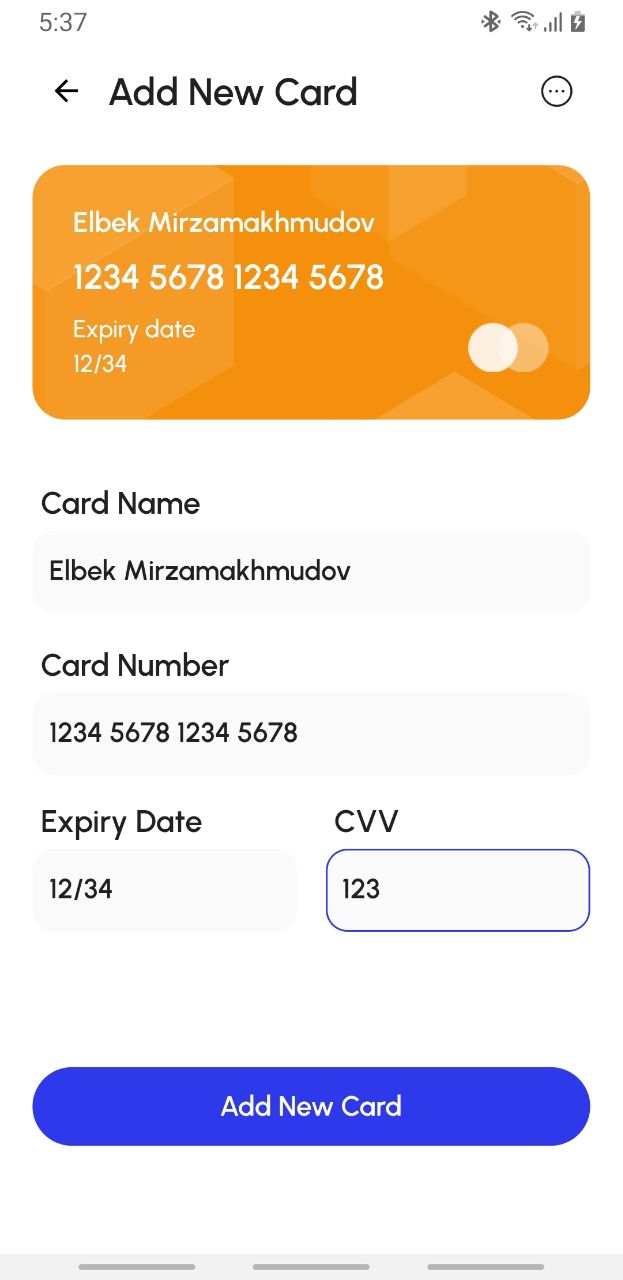 5:37
Add New Card
Elbek Mirzamakhmudov
1234 5678 1234 5678
Expiry date
12/34
Card Name
Elbek Mirzamakhmudov
Card Number
1234 5678 1234 5678
Expiry Date CVV
12/34 123
Add New Card